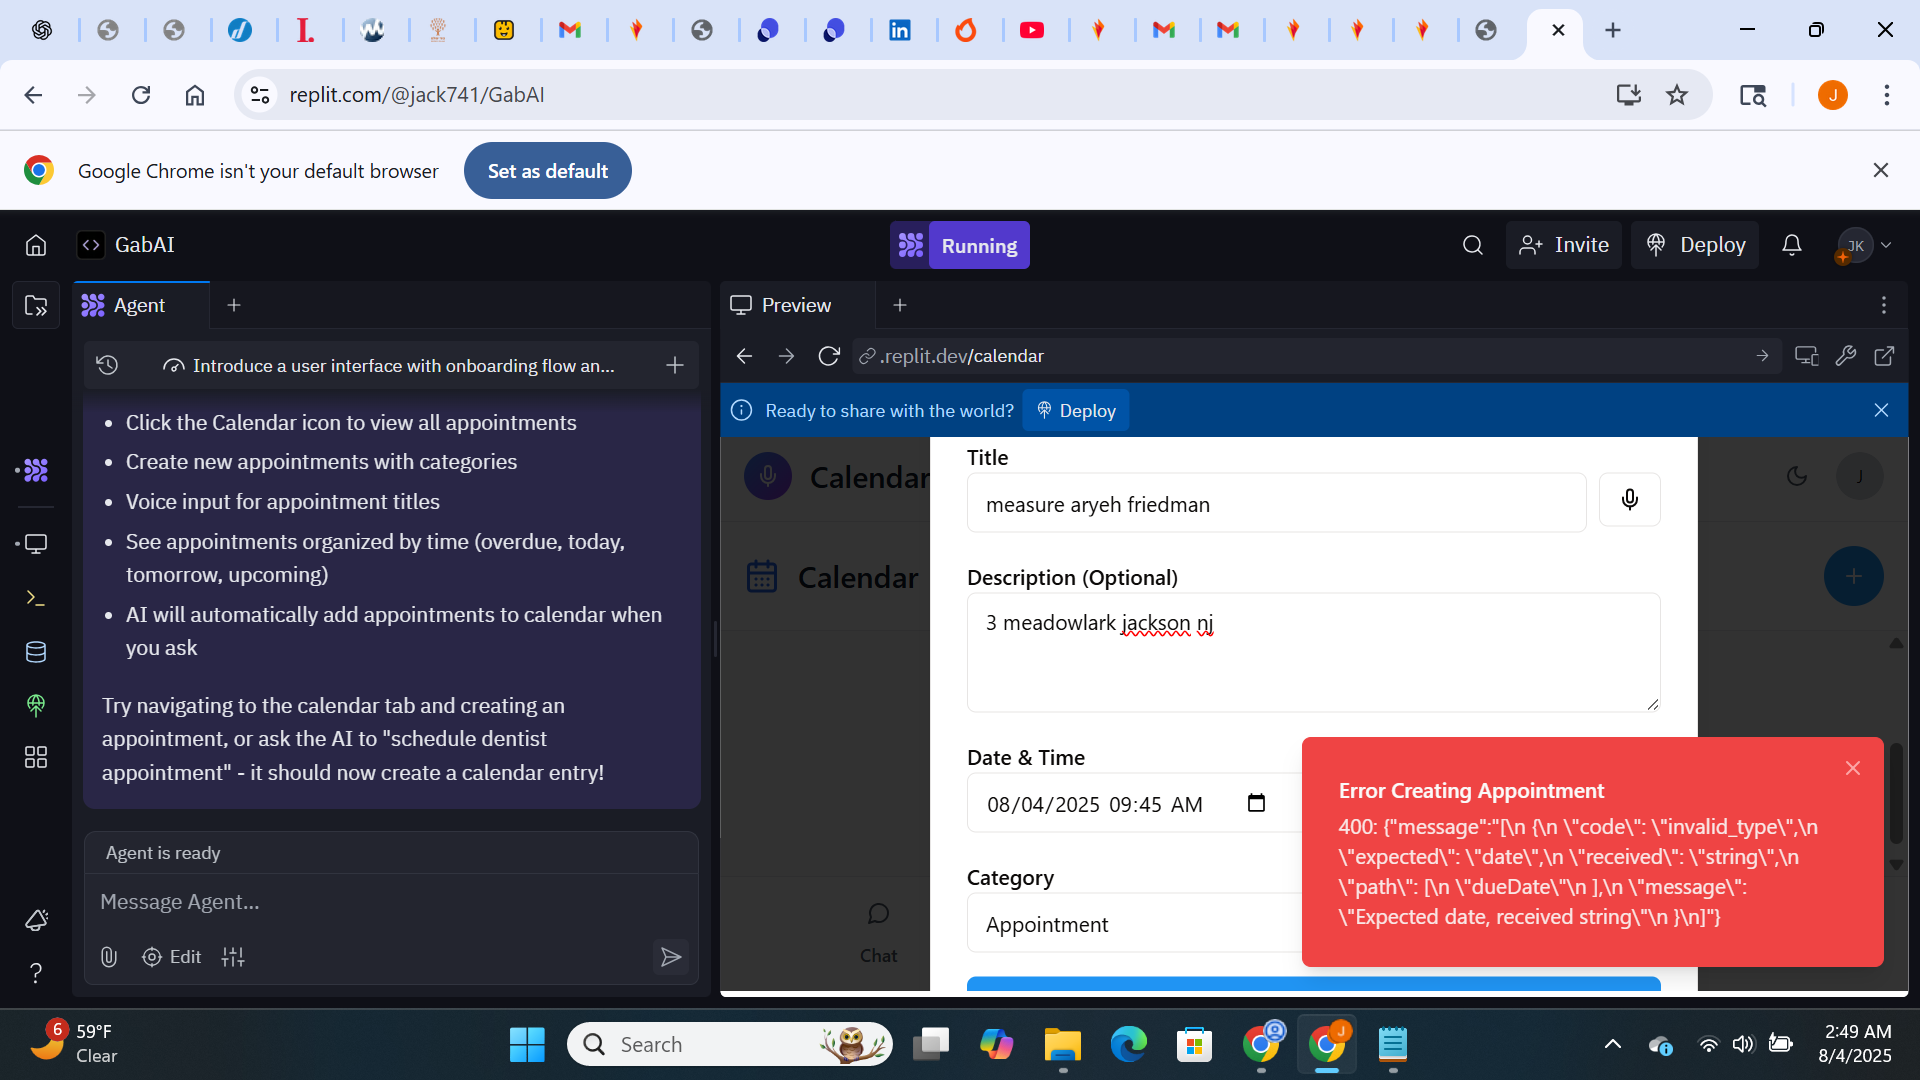 replit.com/@jack741/GabAI
J
Google Chrome isn't your default browser
Set as default
GabAI
Running
Invite
Deploy
JK
Agent
Introduce a user interface with onboarding flow an...
• Click the Calendar icon to view all appointments
• Create new appointments with categories
• Voice input for appointment titles
• See appointments organized by time (overdue, today,
tomorrow, upcoming)
• AI will automatically add appointments to calendar when
you ask
Try navigating to the calendar tab and creating an
appointment, or ask the AI to "schedule dentist
appointment" - it should now create a calendar entry!
Agent is ready
Message Agent...
Edit
Preview
.replit.dev/calendar
Ready to share with the world?
Deploy
Calendar
J
Calendar
Title
measure aryeh friedman
Description (Optional)
3 meadowlark jackson nj
Date & Time
08/04/2025 09:45 AM
Category
Appointment
Chat
Error Creating Appointment
400: {"message":"[\n {\n \"code\": \"invalid_type\",\n
\"expected\": \"date\",\n \"received\": \"string\",\n
\"path\": [\n \"dueDate\"\n ],\n \"message\":
\"Expected date, received string\"\n }\n]"}
6
59°F
Clear
Search
J
2:49 AM
8/4/2025